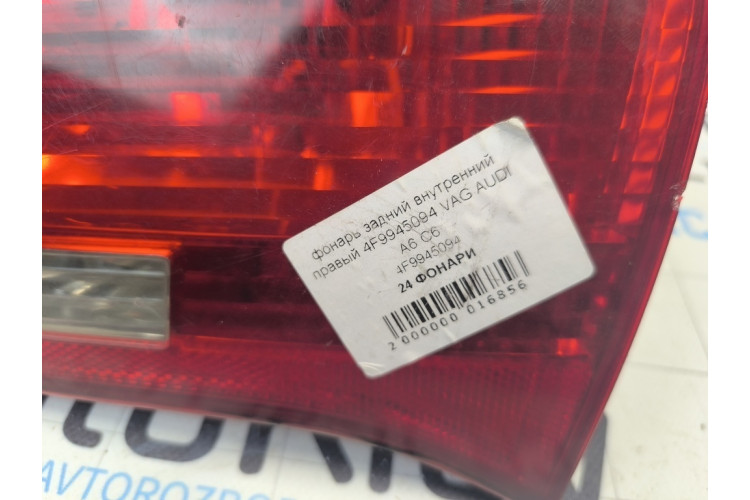 фонарь задний внутренний
правый 4F9945094 VAG AUDI
A6 C6
4F9945094
24 ФОНАРИ
2 000000 016856